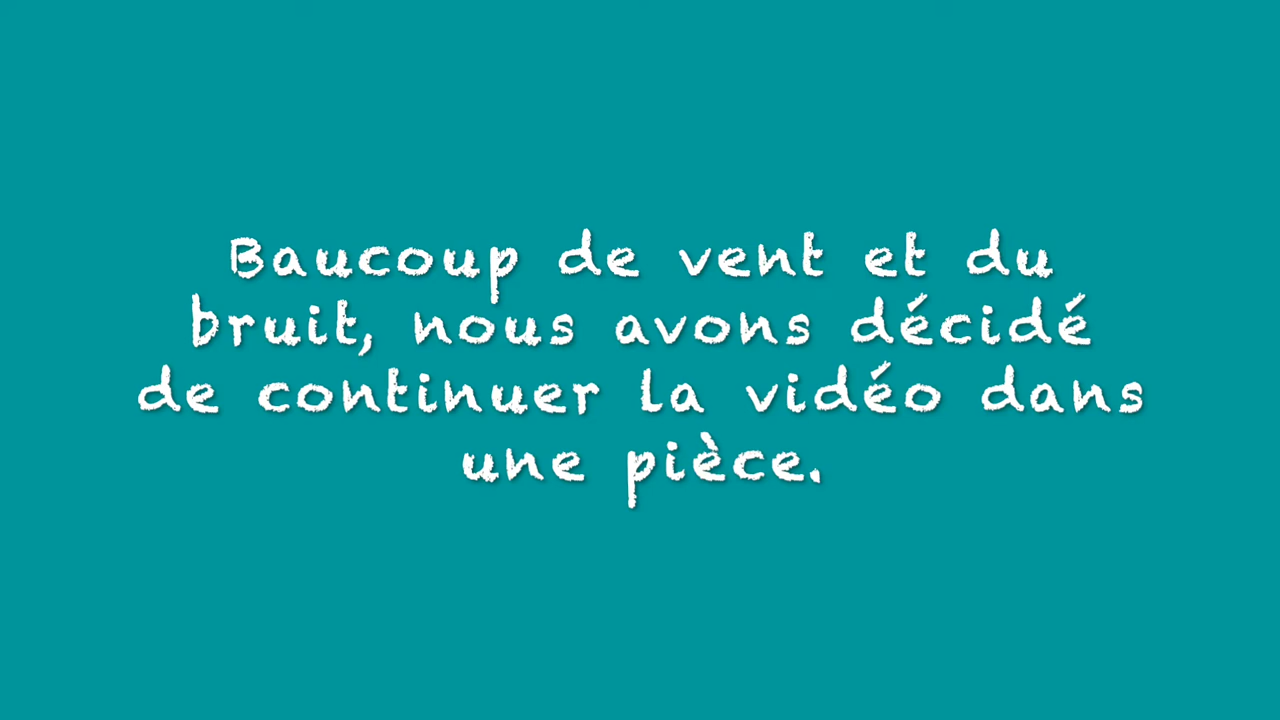 Baucoup de vent et du
bruit, nous avons décidé
de continuer la vidéo dans
une pièce.